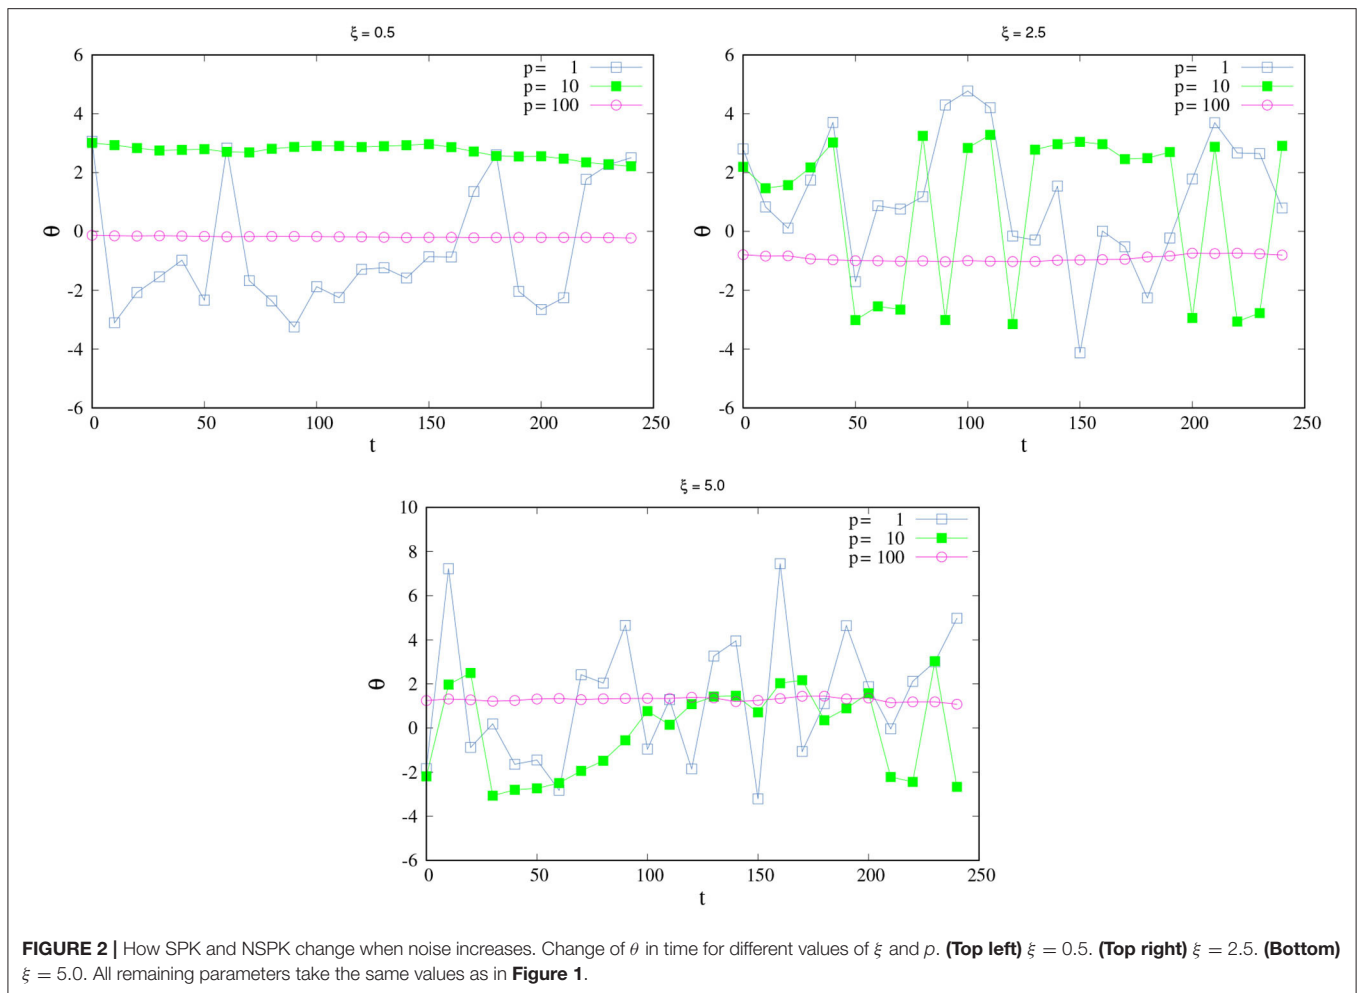 ξ = 0.5
6
4
2
0
-2
-4
-6
θ
0
50
100
150
200
250
t
p = 1
p = 10
p = 100
ξ = 2.5
6
4
2
0
-2
-4
-6
θ
0
50
100
150
200
250
t
p = 1
p = 10
p = 100
ξ = 5.0
10
8
6
4
2
0
-2
-4
-6
θ
0
50
100
150
200
250
t
p = 1
p = 10
p = 100
FIGURE 2 | How SPK and NSPK change when noise increases. Change of θ in time for different values of ξ and p. (Top left) ξ = 0.5. (Top right) ξ = 2.5. (Bottom)
ξ = 5.0. All remaining parameters take the same values as in Figure 1.